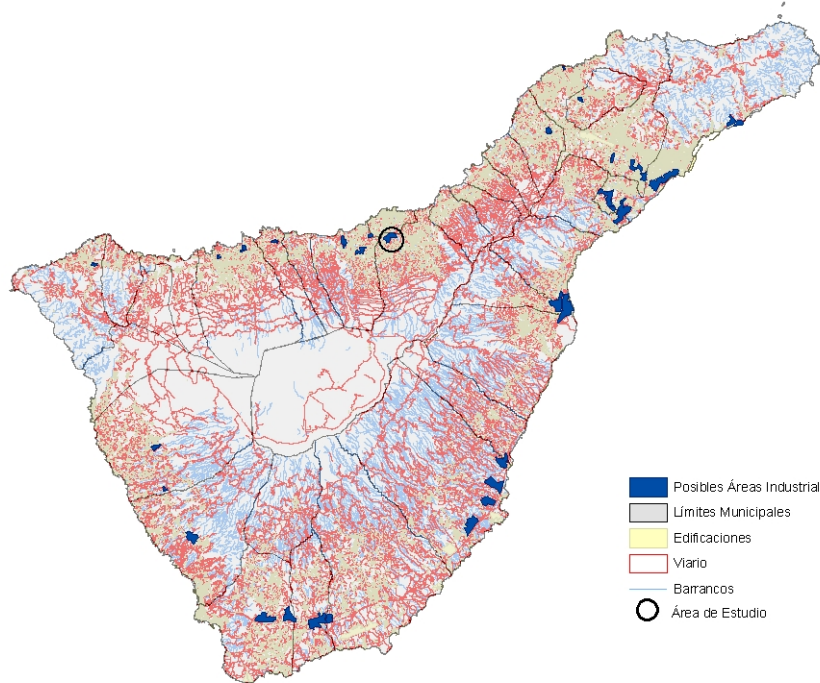 Posibles Áreas Industrial
Límites Municipales
Edificaciones
Viario
Barrancos
Área de Estudio